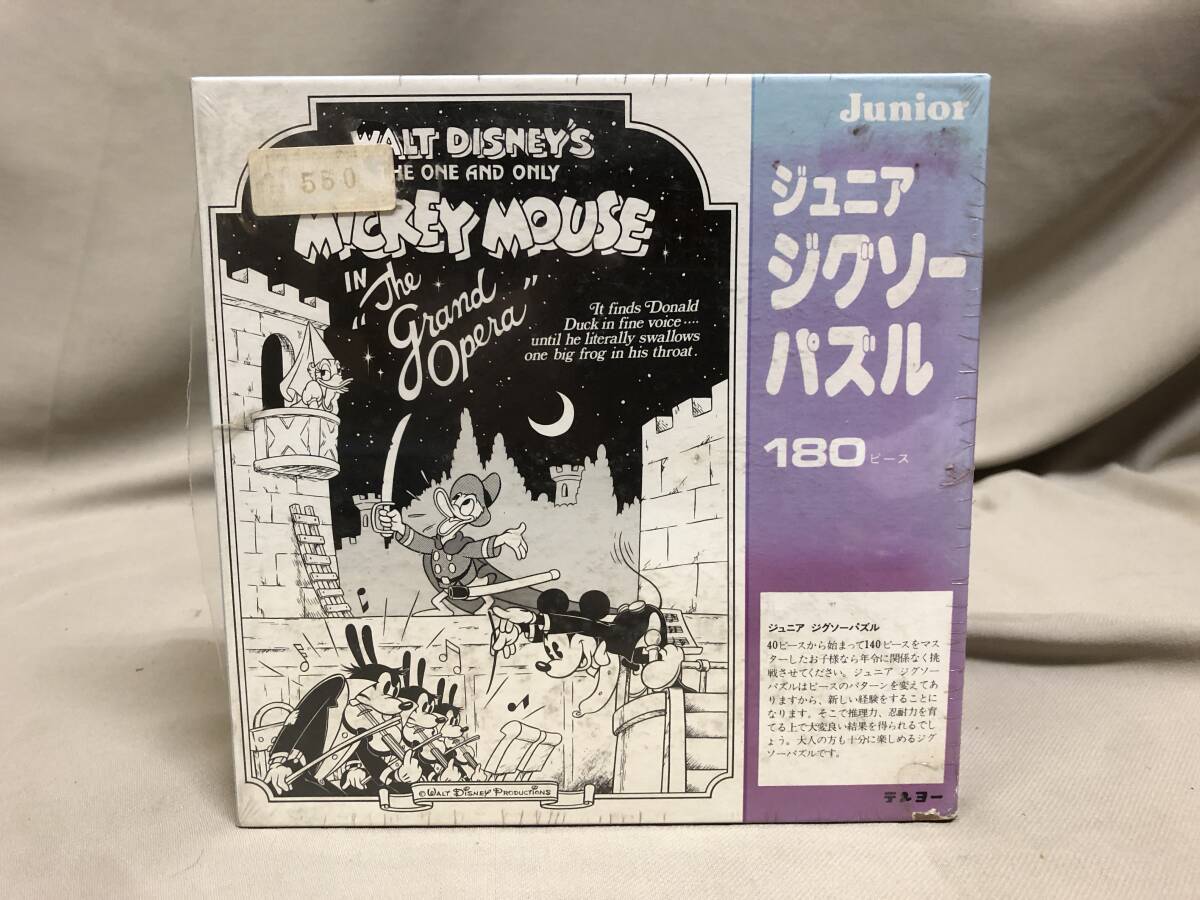 WALT DISNEY'S
THE ONE AND ONLY
550
MICKEY MOUSE
IN "The
Grand
Opera"
It finds Donald
Duck in fine voice ....
until he literally swallows
one big frog in his throat.
© WALT DISNEY PRODUCTIONS
Junior
ジュニア
ジグソー
パズル
180ピース
ジュニア ジグソーパズル
40ピースから始まって140ピースをマス
ターしたお子様なら年令に関係なく挑
戦させてください。ジュニア ジグソー
パズルはピースのパターンを変えてあ
りますから、新しい経験をすることに
なります。そこで推理力、忍耐力を育
てる上で大変良い結果を得られるでし
ょう。大人の方も十分に楽しめるジグ
ソーパズルです。
テンヨー